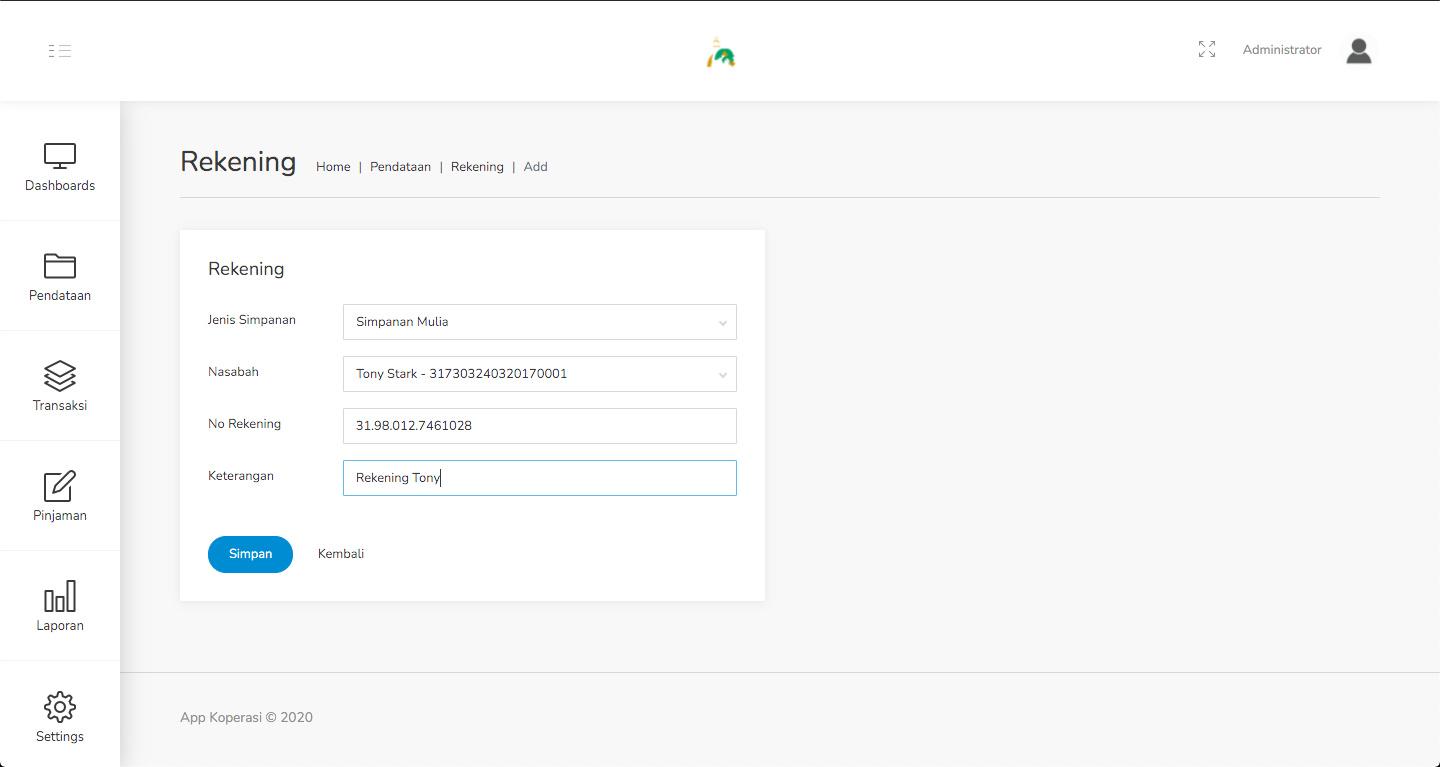 Administrator
Dashboards
Pendataan
Transaksi
Pinjaman
Laporan
Settings
Rekening
Home | Pendataan | Rekening | Add
Rekening
Jenis Simpanan
Simpanan Mulia
Nasabah
Tony Stark - 317303240320170001
No Rekening
31.98.012.7461028
Keterangan
Rekening Tony
Simpan
Kembali
App Koperasi © 2020